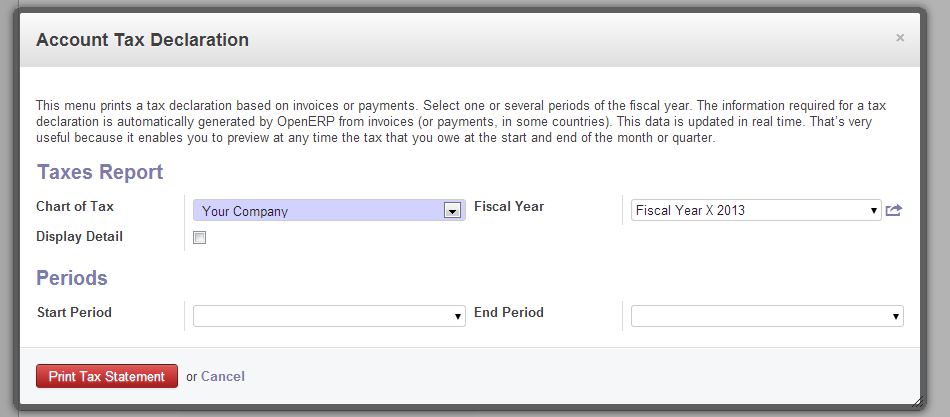 Account Tax Declaration
×
This menu prints a tax declaration based on invoices or payments. Select one or several periods of the fiscal year. The information required for a tax
declaration is automatically generated by OpenERP from invoices (or payments, in some countries). This data is updated in real time. That's very
useful because it enables you to preview at any time the tax that you owe at the start and end of the month or quarter.
Taxes Report
Chart of Tax Your Company Fiscal Year Fiscal Year X 2013
Display Detail
Periods
Start Period End Period
Print Tax Statement or Cancel